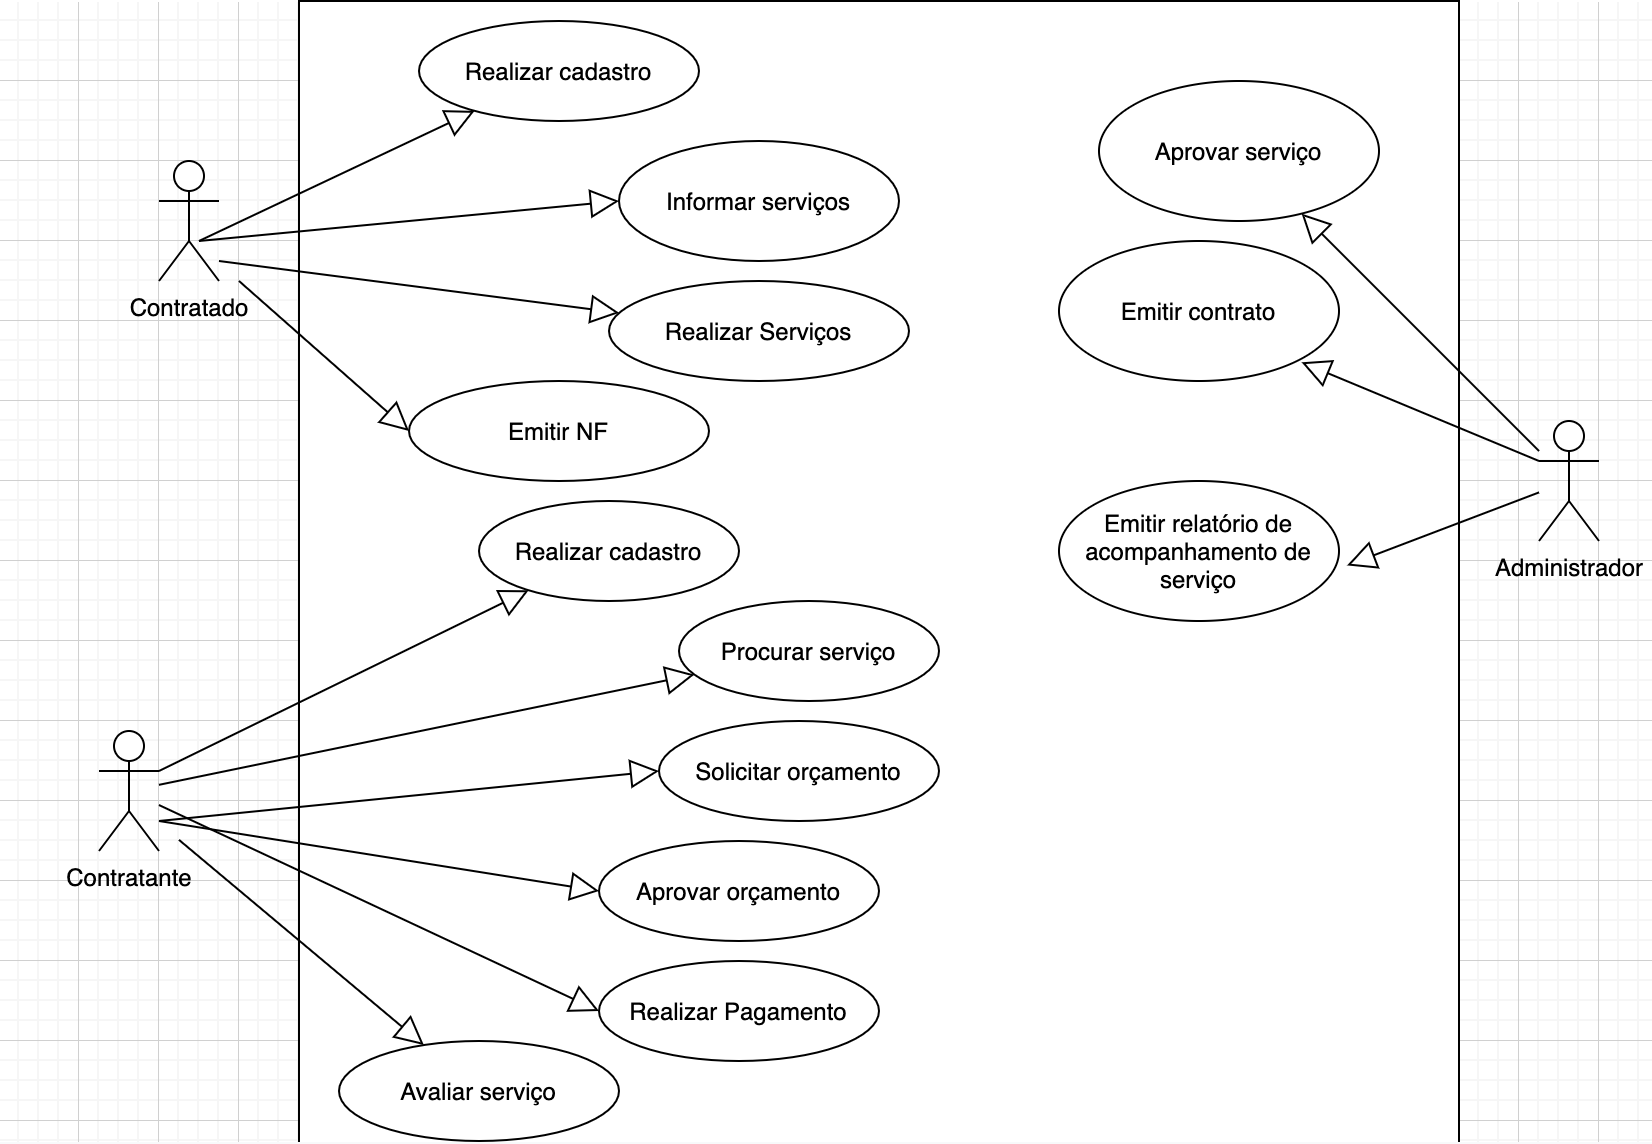 Realizar cadastro
Informar serviços
Realizar Serviços
Emitir NF
Contratado
Aprovar serviço
Emitir contrato
Emitir relatório de
acompanhamento de
serviço
Administrador
Realizar cadastro
Procurar serviço
Solicitar orçamento
Aprovar orçamento
Realizar Pagamento
Avaliar serviço
Contratante